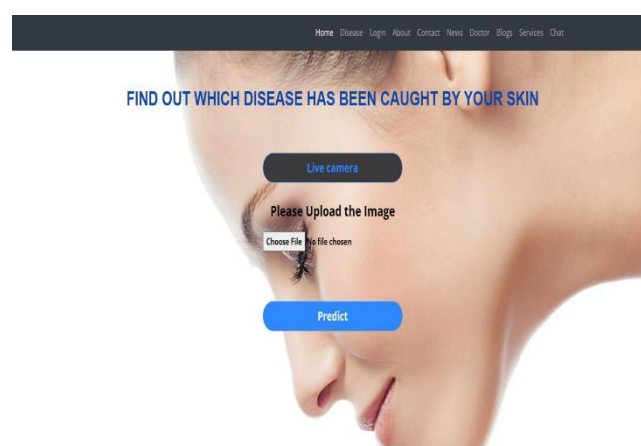 Home Disease Login About Contact News Doctor Blogs Services Chat
FIND OUT WHICH DISEASE HAS BEEN CAUGHT BY YOUR SKIN
Live camera
Please Upload the Image
Choose File No file chosen
Predict